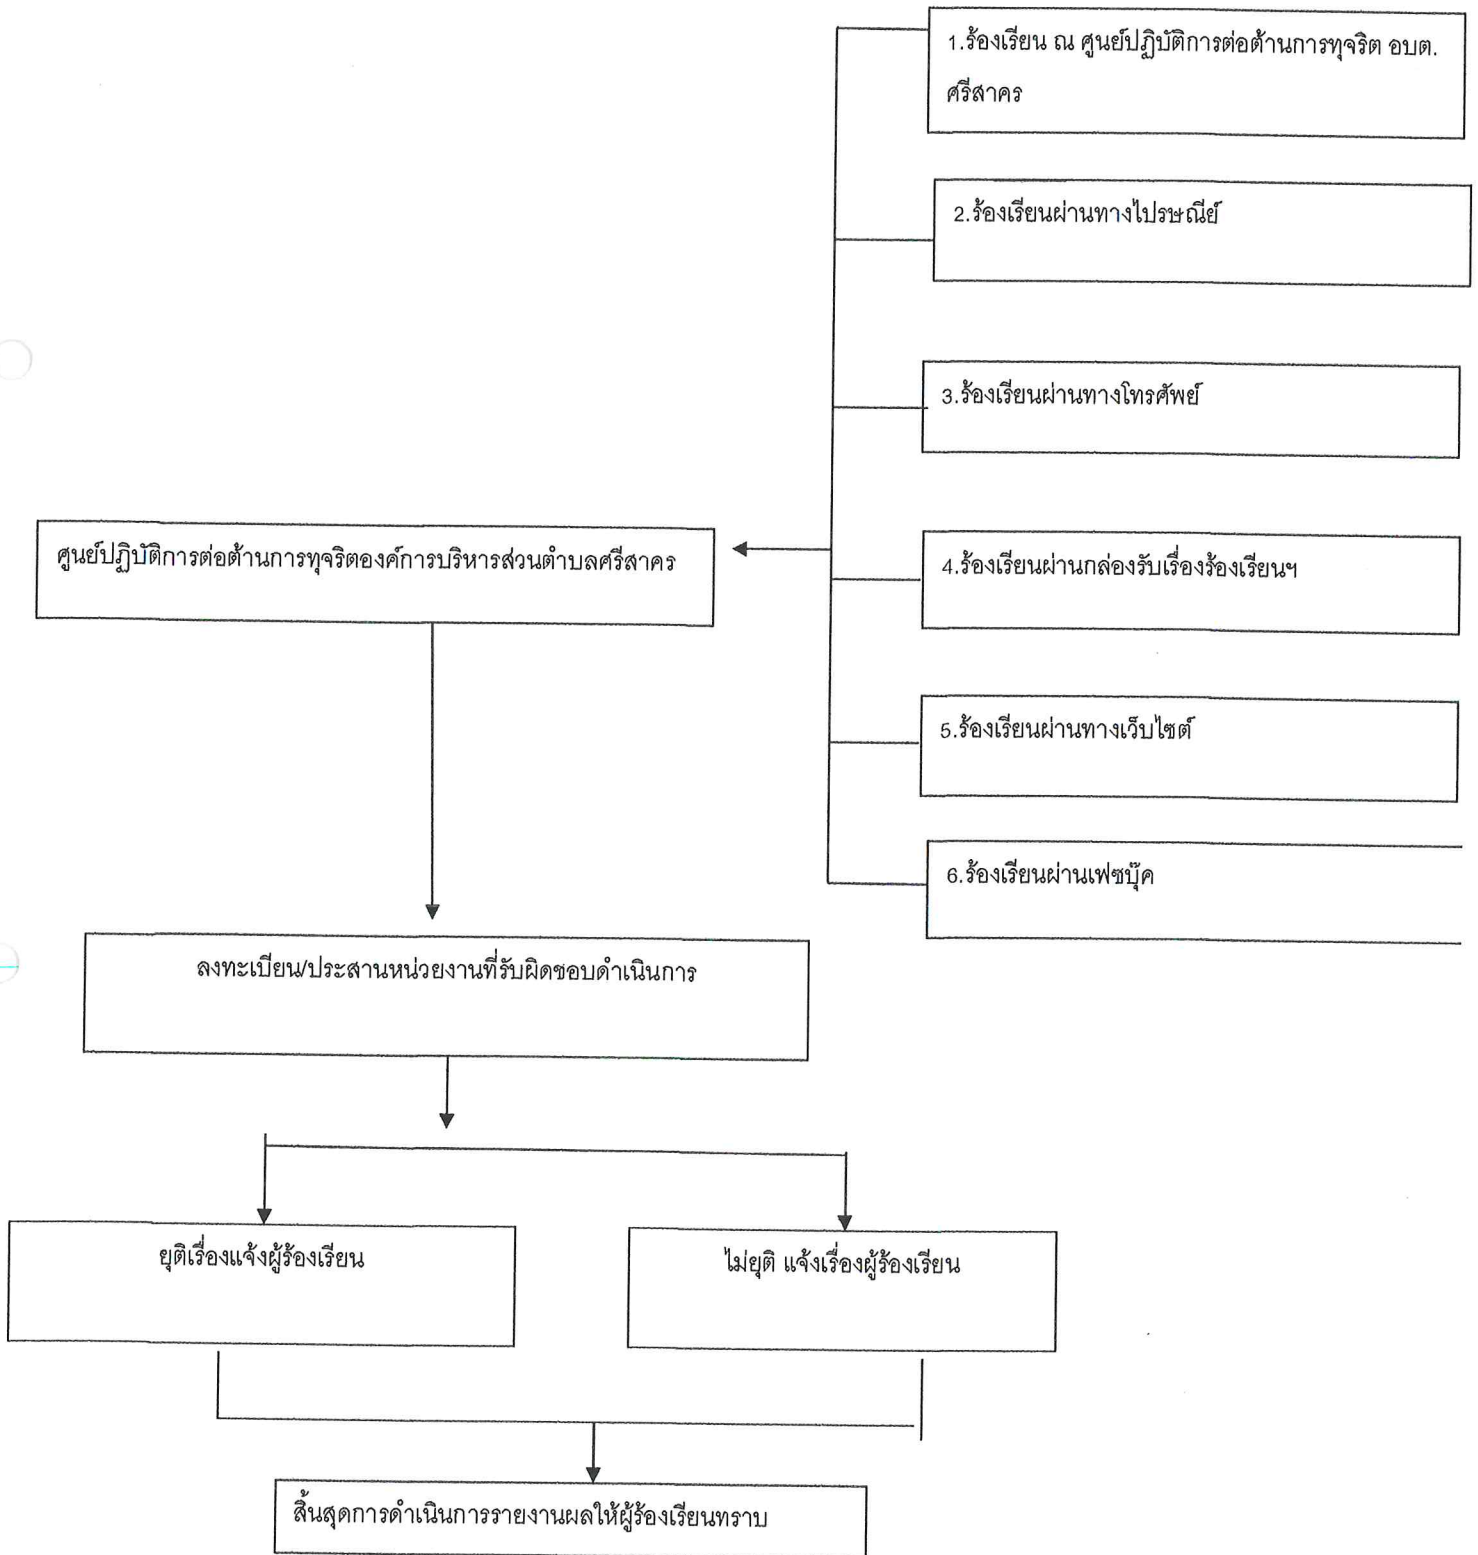 1.ร้องเรียน ณ ศูนย์ปฏิบัติการต่อต้านการทุจริต อบต.
ศรีสาคร
2.ร้องเรียนผ่านทางไปรษณีย์
3.ร้องเรียนผ่านทางโทรศัพย์
ศูนย์ปฏิบัติการต่อต้านการทุจริตองค์การบริหารส่วนตำบลศรีสาคร
4.ร้องเรียนผ่านกล่องรับเรื่องร้องเรียนฯ
5.ร้องเรียนผ่านทางเว็บไซต์
6.ร้องเรียนผ่านเฟซบุ๊ค
ลงทะเบียน/ประสานหน่วยงานที่รับผิดชอบดำเนินการ
ยุติเรื่องแจ้งผู้ร้องเรียน
ไม่ยุติ แจ้งเรื่องผู้ร้องเรียน
สิ้นสุดการดำเนินการรายงานผลให้ผู้ร้องเรียนทราบ